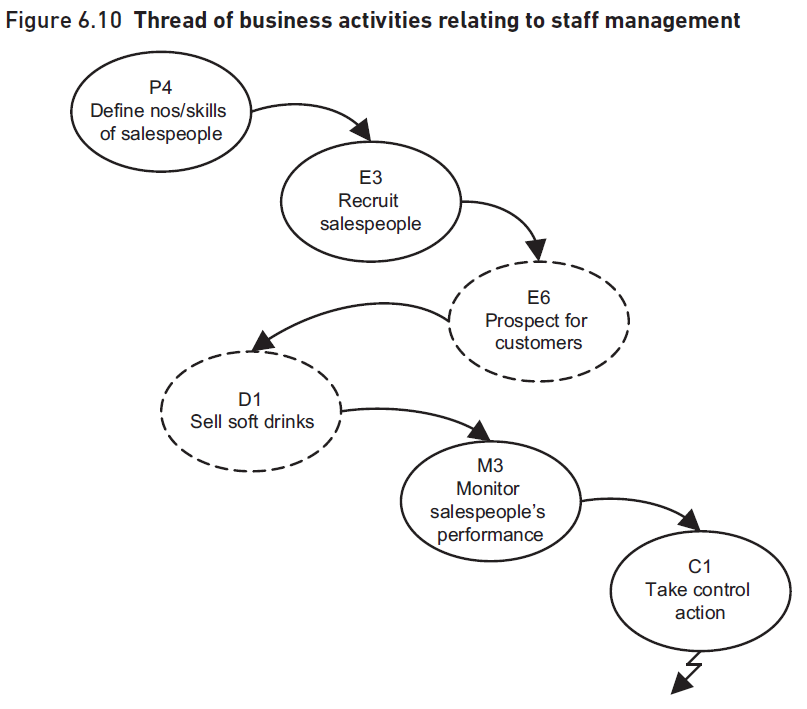 Figure 6.10 Thread of business activities relating to staff management
P4
Define nos/skills
of salespeople
E3
Recruit
salespeople
E6
Prospect for
customers
D1
Sell soft drinks
M3
Monitor
salespeople’s
performance
C1
Take control
action